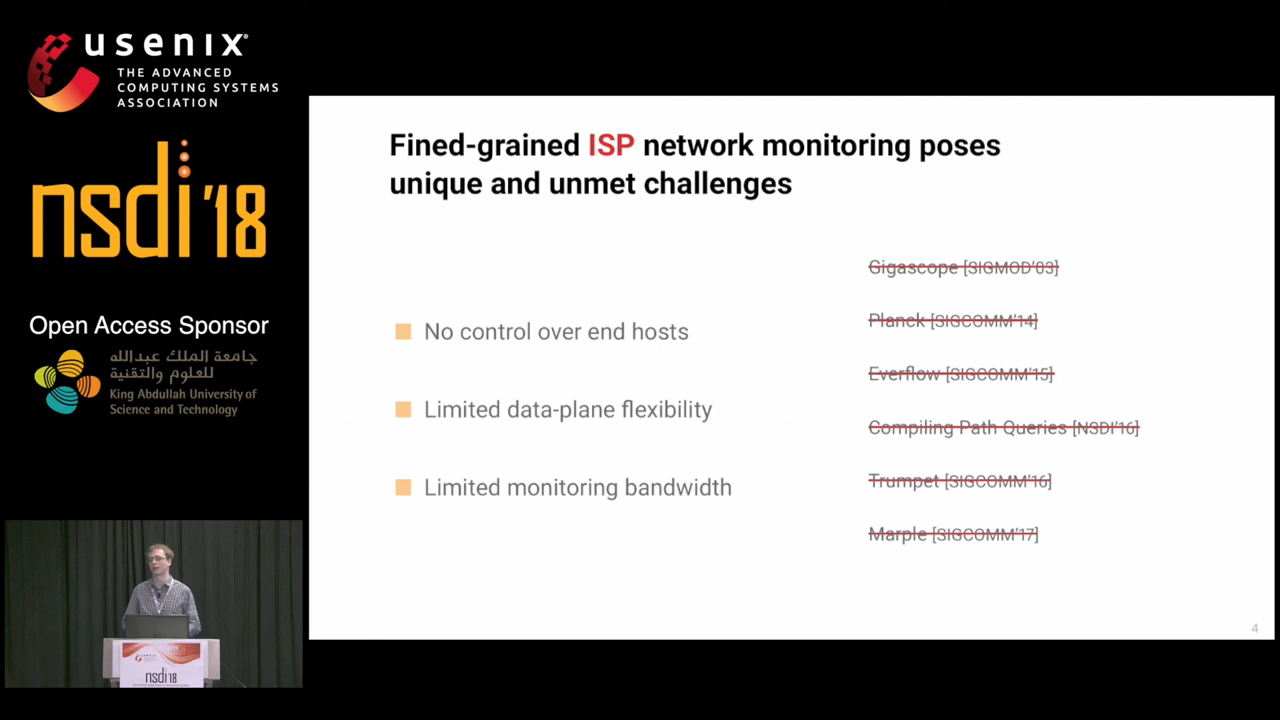 usenix
THE ADVANCED
COMPUTING SYSTEMS
ASSOCIATION
nsdi '18
Open Access Sponsor
جامعة الملك عبدالله
للعلوم والتقنية
King Abdullah University of
Science and Technology
Fined-grained ISP network monitoring poses
unique and unmet challenges
No control over end hosts
Limited data-plane flexibility
Limited monitoring bandwidth
Gigascope [SIGMOD'03]
Planck [SIGCOMM'14]
Everflow [SIGCOMM'15]
Compiling Path Queries [NSDI'16]
Trumpet [SIGCOMM'16]
Marple [SIGCOMM'17]
4
usenix
nsdi '18